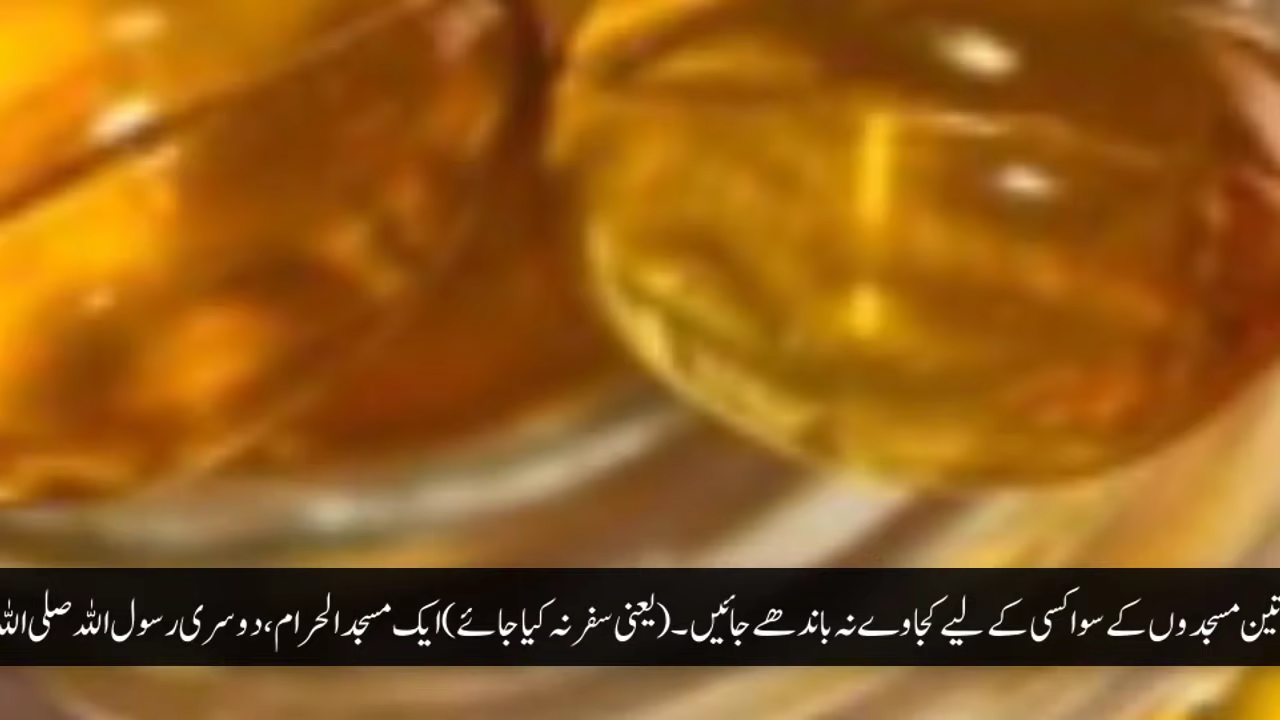 تین مسجدوں کے سوا کسی کے لیے کجاوے نہ باندھے جائیں۔(یعنی سفر نہ کیا جائے)ایک مسجد الحرام، دوسری رسول اللہ صلی اللہ